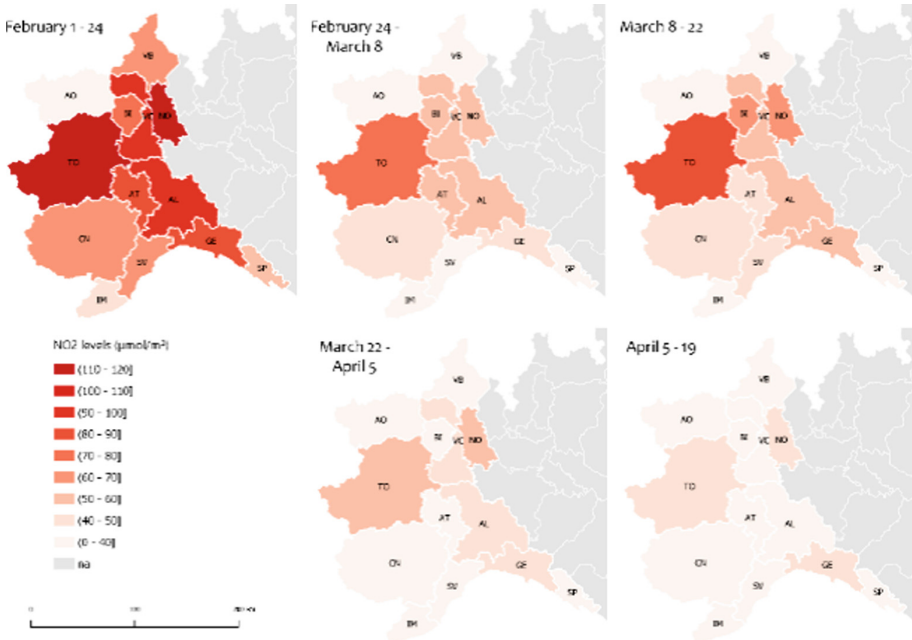 February 1 - 24
VB
AO
BI
VC
NO
TO
AT
AL
CN
GE
SV
SP
IM
February 24 -
March 8
VB
AO
BI
VC
NO
TO
AT
AL
CN
GE
SV
SP
IM
March 8 - 22
VB
AO
BI
VC
NO
TO
AT
AL
CN
GE
SV
SP
IM
NO2 levels (µmol/m²)
(110 - 120]
(100 - 110]
(90 - 100]
(80 - 90]
(70 - 80]
(60 - 70]
(50 - 60]
(40 - 50]
(0 - 40]
na
0
100
200 km
March 22 -
April 5
VB
AO
BI
VC
NO
TO
AT
AL
CN
GE
SV
SP
IM
April 5 - 19
VB
AO
BI
VC
NO
TO
AT
AL
CN
GE
SV
SP
IM